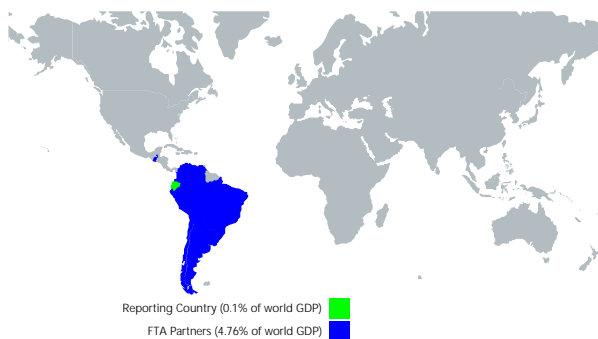 Reporting Country (0.1% of world GDP)
FTA Partners (4.76% of world GDP)